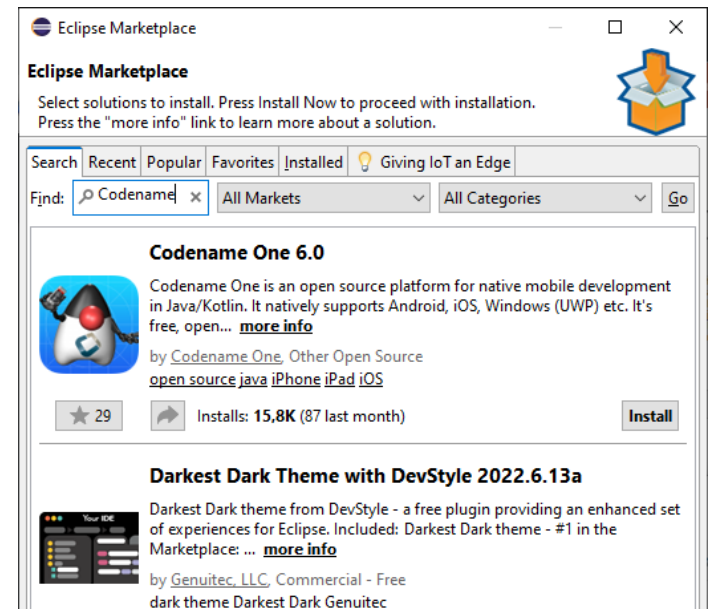 Eclipse Marketplace
Eclipse Marketplace
Select solutions to install. Press Install Now to proceed with installation.
Press the "more info" link to learn more about a solution.
Search Recent Popular Favorites Installed Giving IoT an Edge
Find: Codename All Markets All Categories Go
Codename One 6.0
Codename One is an open source platform for native mobile development
in Java/Kotlin. It natively supports Android, iOS, Windows (UWP) etc. It's
free, open... more info
by Codename One, Other Open Source
open source java iPhone iPad iOS
29 Installs: 15,8K (87 last month) Install
Darkest Dark Theme with DevStyle 2022.6.13a
Your IDE
Darkest Dark theme from DevStyle - a free plugin providing an enhanced set
of experiences for Eclipse. Included: Darkest Dark theme - #1 in the
Marketplace: ... more info
by Genuitec, LLC, Commercial - Free
dark theme Darkest Dark Genuitec